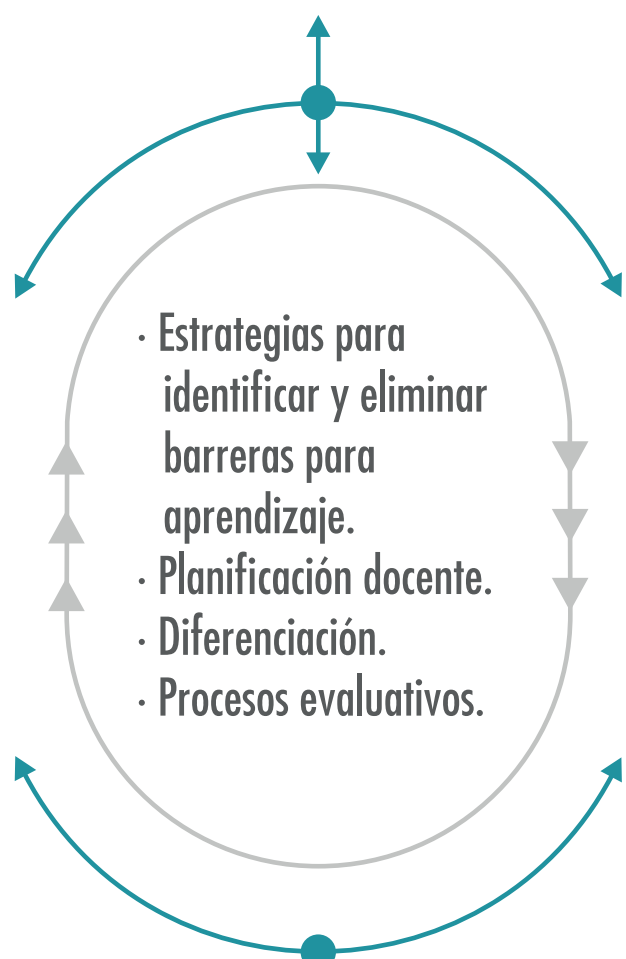 · Estrategias para
identificar y eliminar
barreras para
aprendizaje.
· Planificación docente.
· Diferenciación.
· Procesos evaluativos.